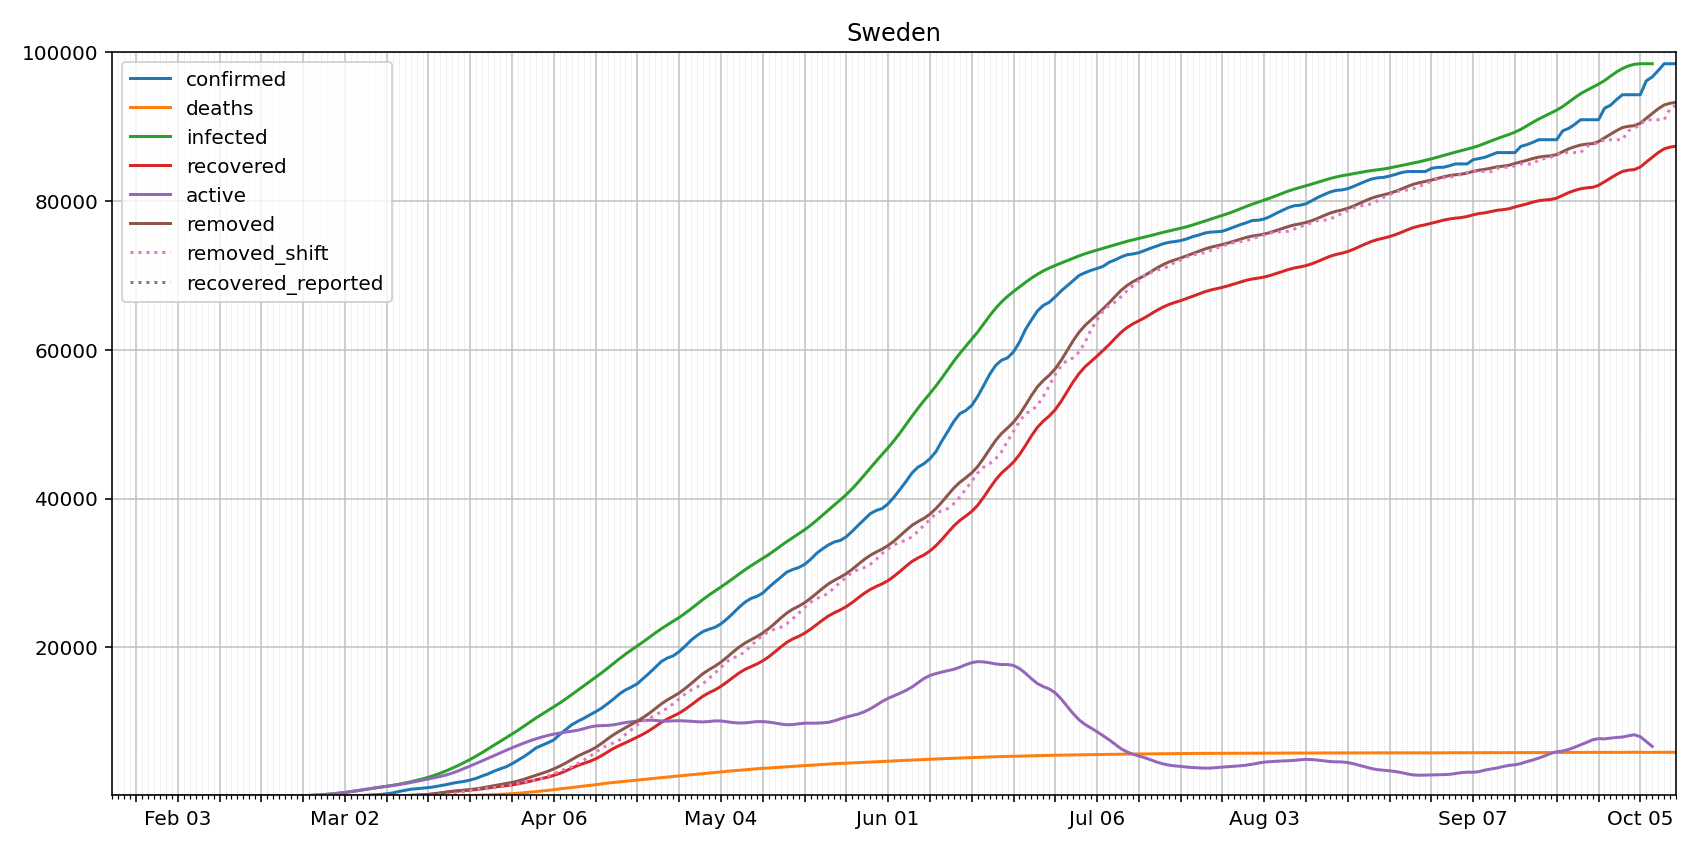 Sweden
100000
80000
60000
40000
20000
confirmed
deaths
infected
recovered
active
removed
removed_shift
recovered_reported
Feb 03 Mar 02 Apr 06 May 04 Jun 01 Jul 06 Aug 03 Sep 07 Oct 05